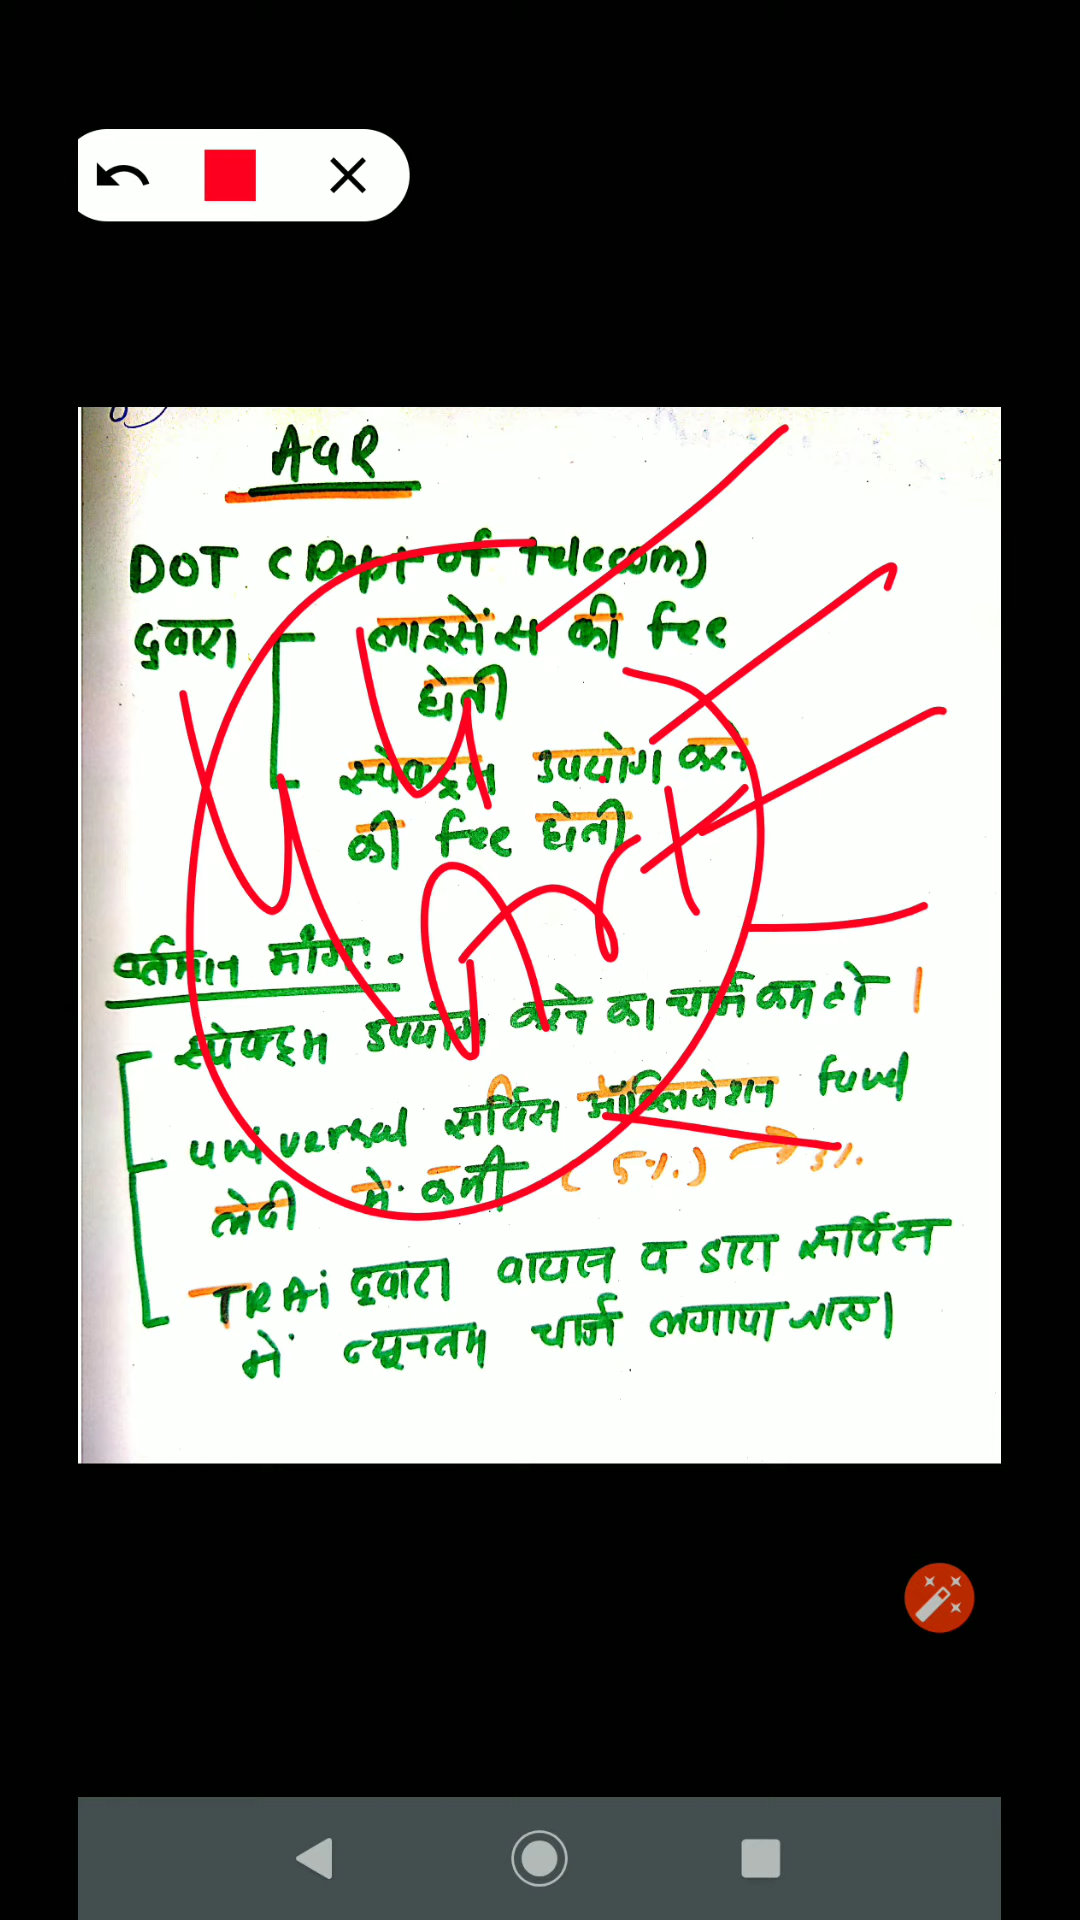 AGR
DOT (Dept of Telecom)
द्वारा लाइसेंस की fee
होती
स्पेक्ट्रम उपयोग करने
की fee होती
वर्तमान मांग:-
स्पेक्ट्रम उपयोग करने का चार्ज कम हो।
universal सर्विस ऑब्लिगेशन fund
लेवी में कमी (5%.) → 3%.
TRAi द्वारा वायस व डाटा सर्विस
में न्यूनतम चार्ज लगाया जाए।